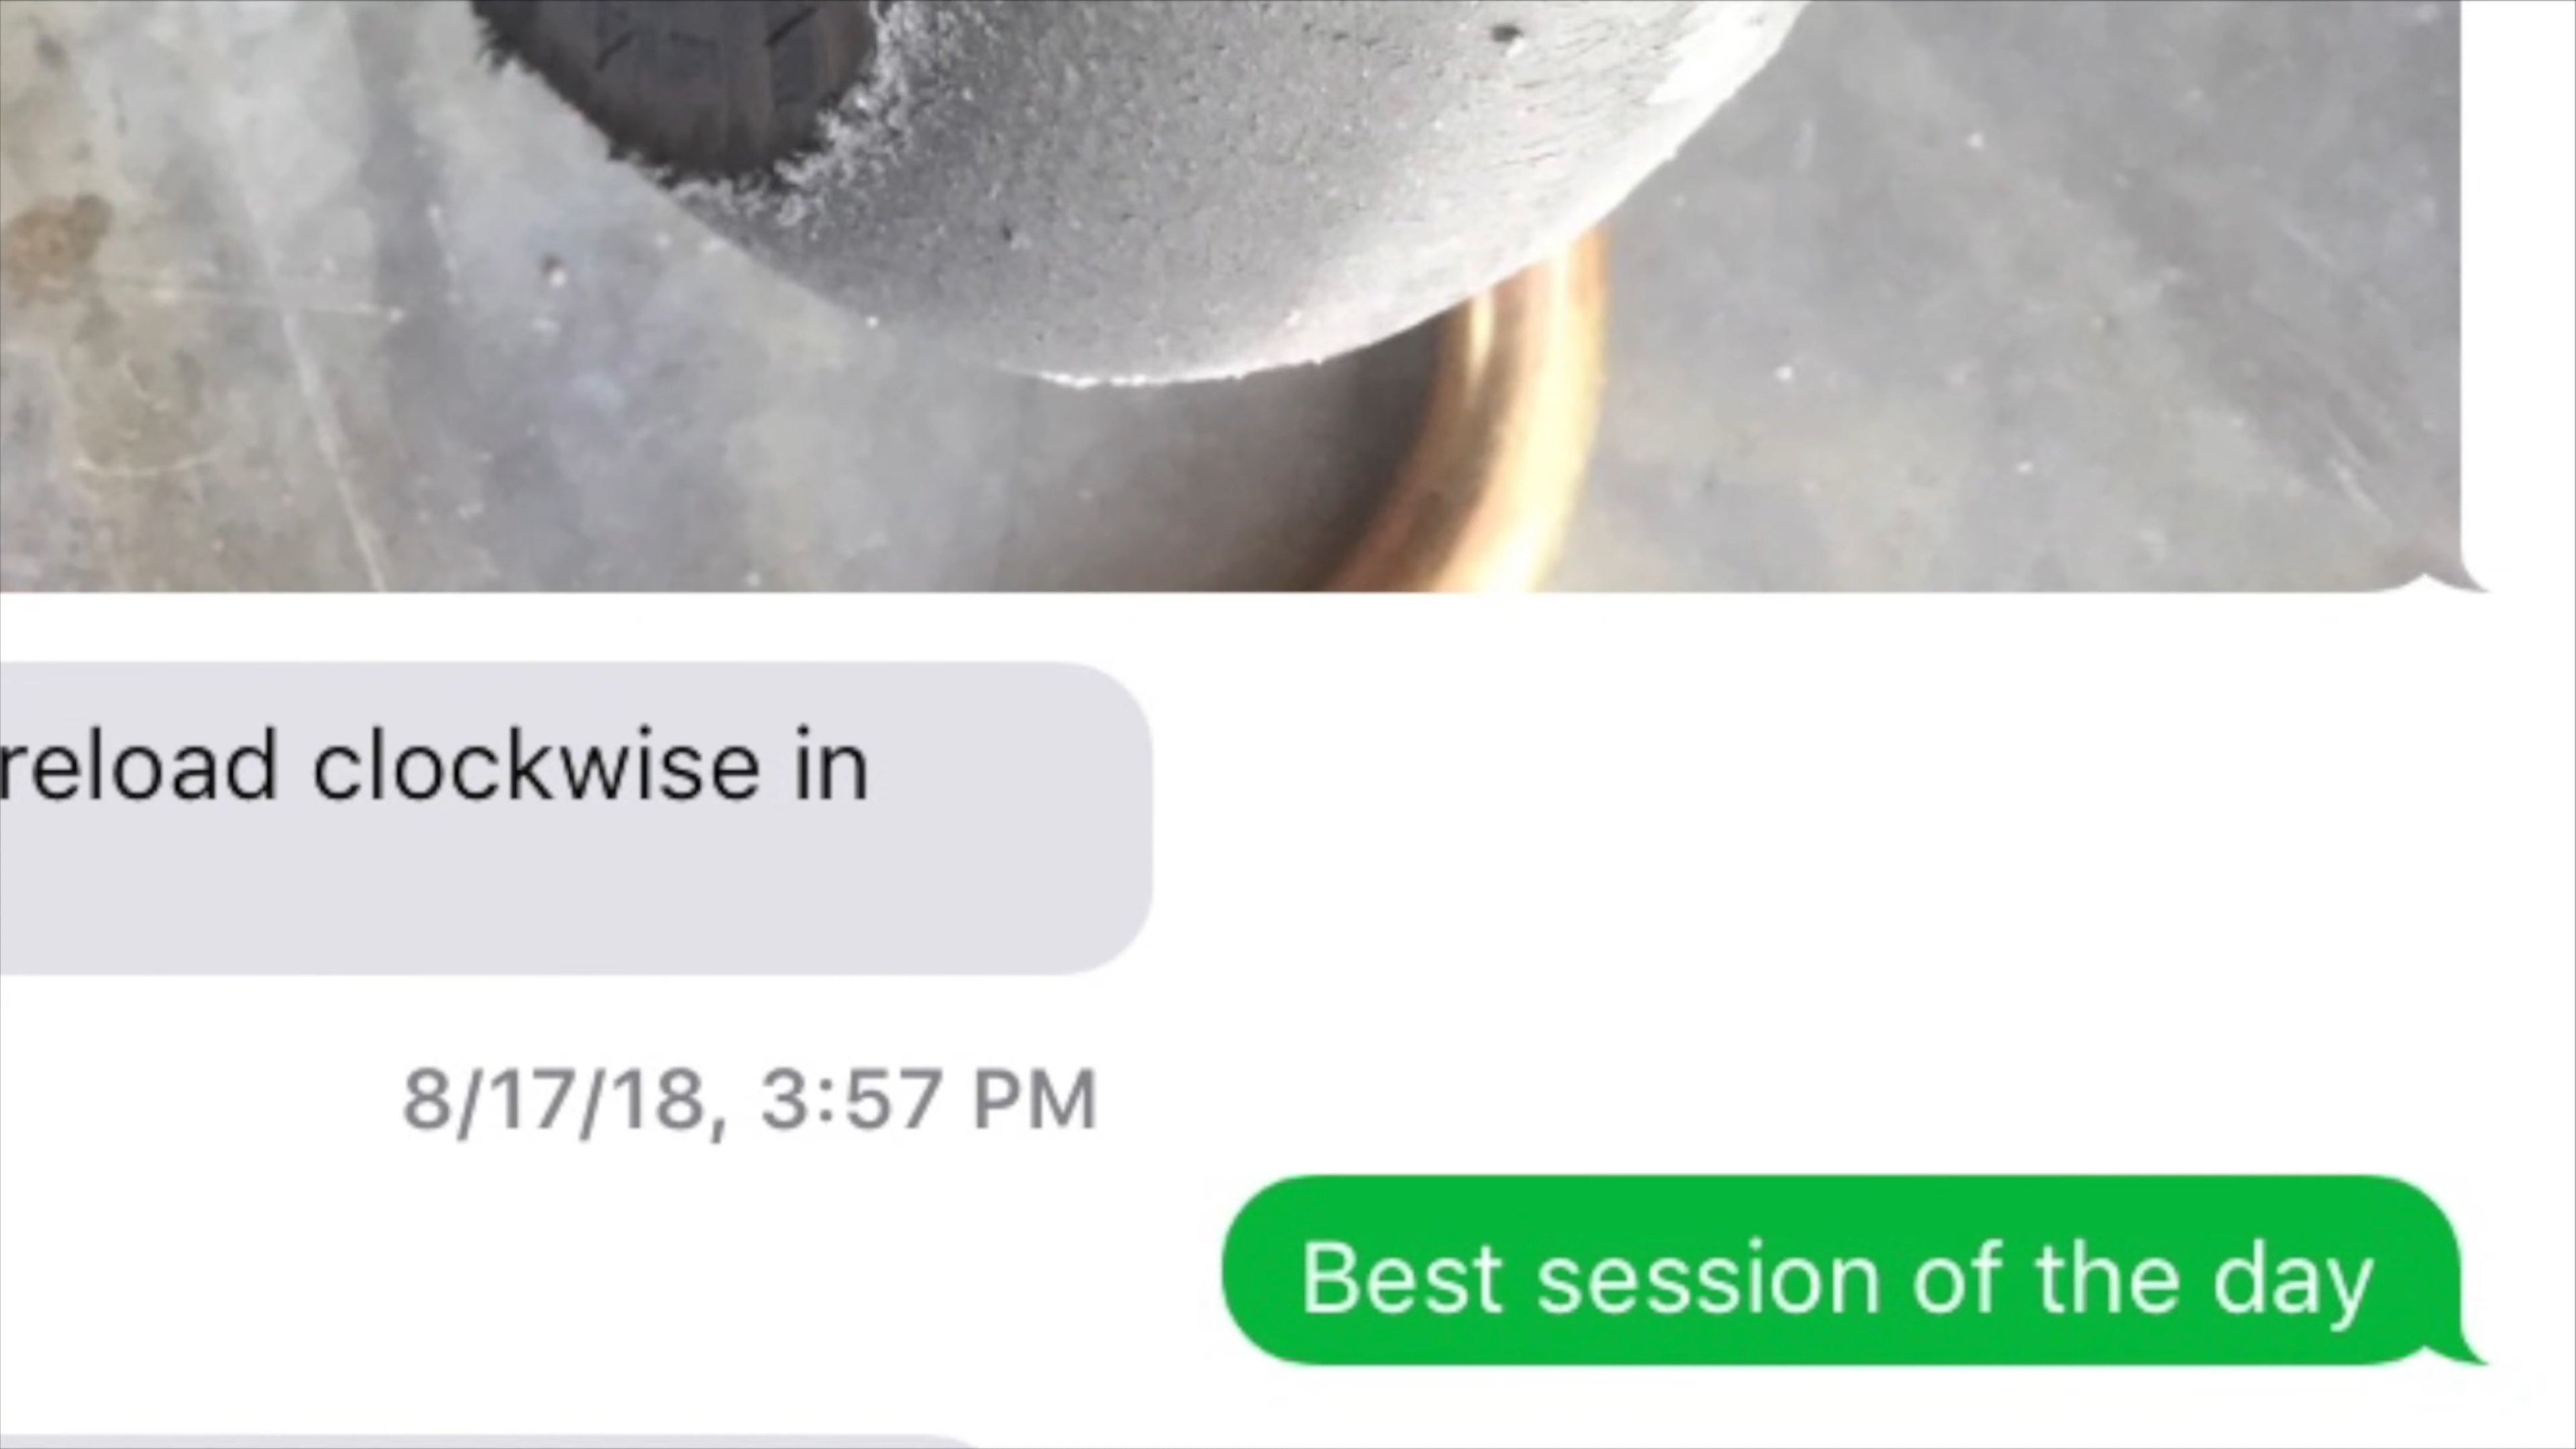 reload clockwise in
8/17/18, 3:57 PM
Best session of the day